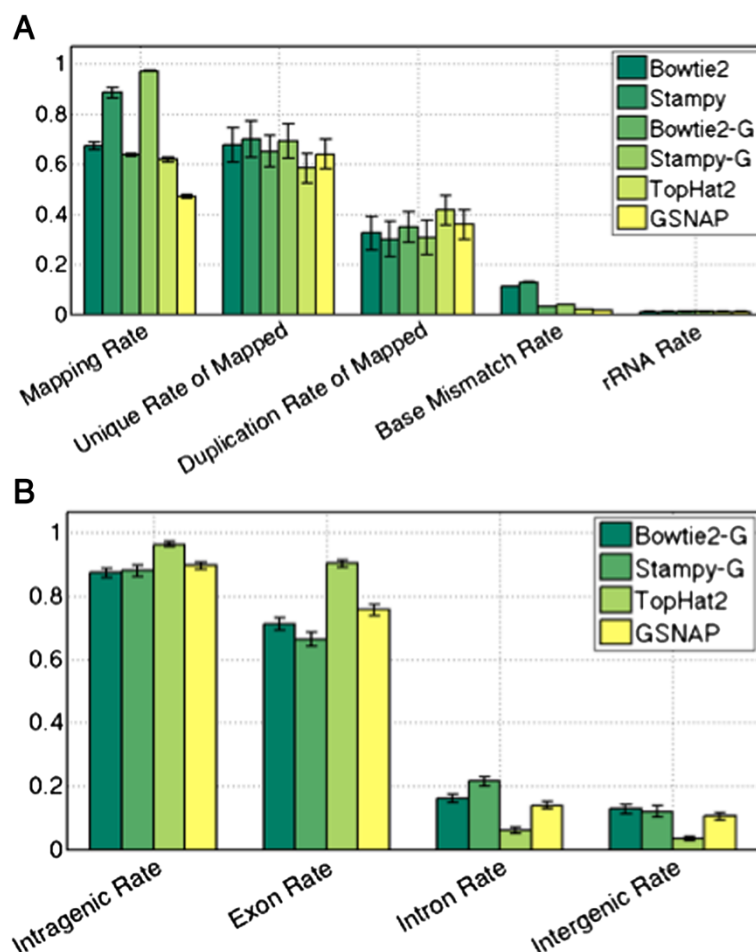 A
1
0.8
0.6
0.4
0.2
0
Bowtie2
Stampy
Bowtie2-G
Stampy-G
TopHat2
GSNAP
Mapping Rate
Unique Rate of Mapped
Duplication Rate of Mapped
Base Mismatch Rate
rRNA Rate
B
1
0.8
0.6
0.4
0.2
0
Bowtie2-G
Stampy-G
TopHat2
GSNAP
Intragenic Rate
Exon Rate
Intron Rate
Intergenic Rate